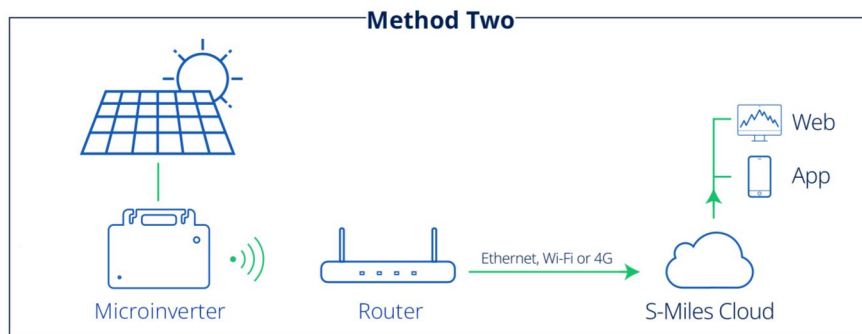 Method Two
Web
App
Ethernet, Wi-Fi or 4G
Microinverter
Router
S-Miles Cloud